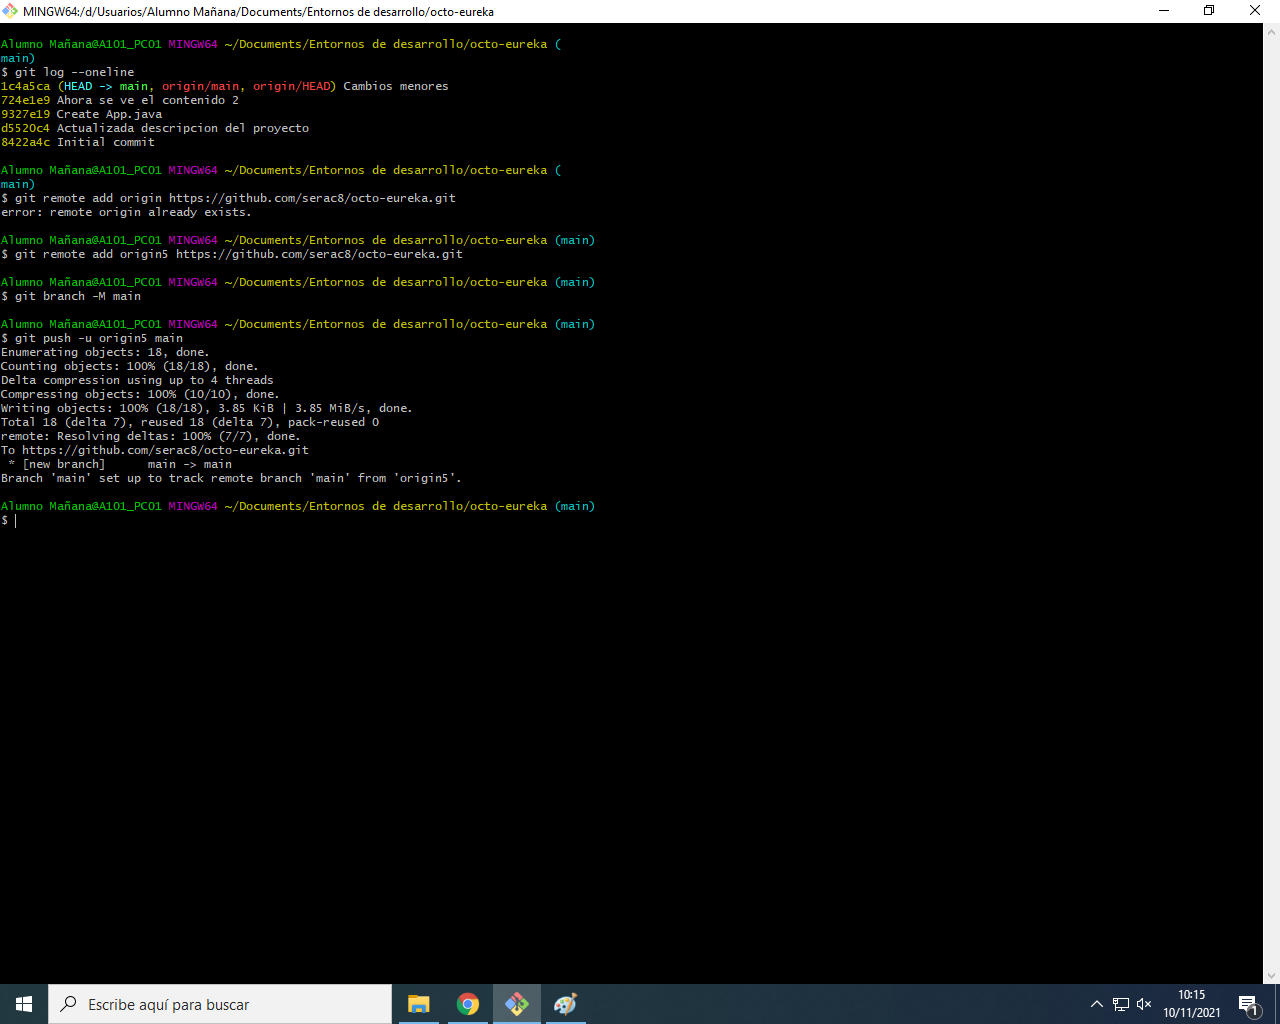 MINGW64:/d/Usuarios/Alumno Mañana/Documents/Entornos de desarrollo/octo-eureka
Alumno Mañana@A101_PC01 MINGW64 ~/Documents/Entornos de desarrollo/octo-eureka (
main)
$ git log --oneline
1c4a5ca (HEAD -> main, origin/main, origin/HEAD) Cambios menores
724e1e9 Ahora se ve el contenido 2
9327e19 Create App.java
d5520c4 Actualizada descripcion del proyecto
8422a4c Initial commit
Alumno Mañana@A101_PC01 MINGW64 ~/Documents/Entornos de desarrollo/octo-eureka (
main)
$ git remote add origin https://github.com/serac8/octo-eureka.git
error: remote origin already exists.
Alumno Mañana@A101_PC01 MINGW64 ~/Documents/Entornos de desarrollo/octo-eureka (main)
$ git remote add origin5 https://github.com/serac8/octo-eureka.git
Alumno Mañana@A101_PC01 MINGW64 ~/Documents/Entornos de desarrollo/octo-eureka (main)
$ git branch -M main
Alumno Mañana@A101_PC01 MINGW64 ~/Documents/Entornos de desarrollo/octo-eureka (main)
$ git push -u origin5 main
Enumerating objects: 18, done.
Counting objects: 100% (18/18), done.
Delta compression using up to 4 threads
Compressing objects: 100% (10/10), done.
Writing objects: 100% (18/18), 3.85 KiB | 3.85 MiB/s, done.
Total 18 (delta 7), reused 18 (delta 7), pack-reused 0
remote: Resolving deltas: 100% (7/7), done.
To https://github.com/serac8/octo-eureka.git
 * [new branch]      main -> main
Branch 'main' set up to track remote branch 'main' from 'origin5'.
Alumno Mañana@A101_PC01 MINGW64 ~/Documents/Entornos de desarrollo/octo-eureka (main)
$
Escribe aquí para buscar
10:15
10/11/2021
1